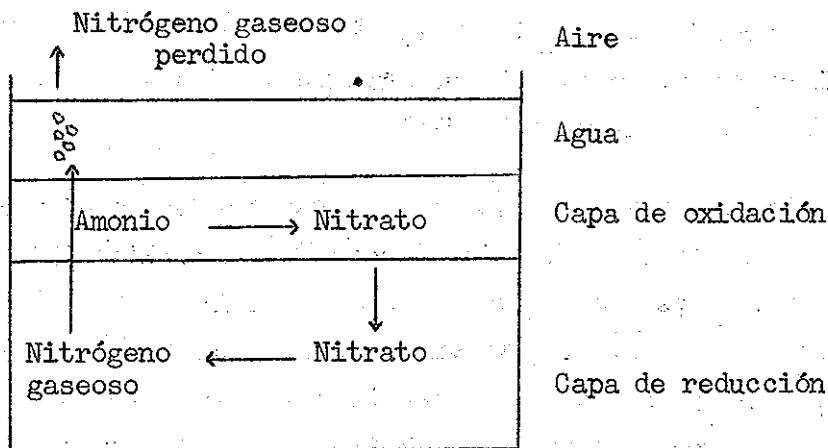 Nitrógeno gaseoso
perdido
Aire
Agua
Amonio → Nitrato
Capa de oxidación
Nitrógeno
gaseoso
← Nitrato
Capa de reducción